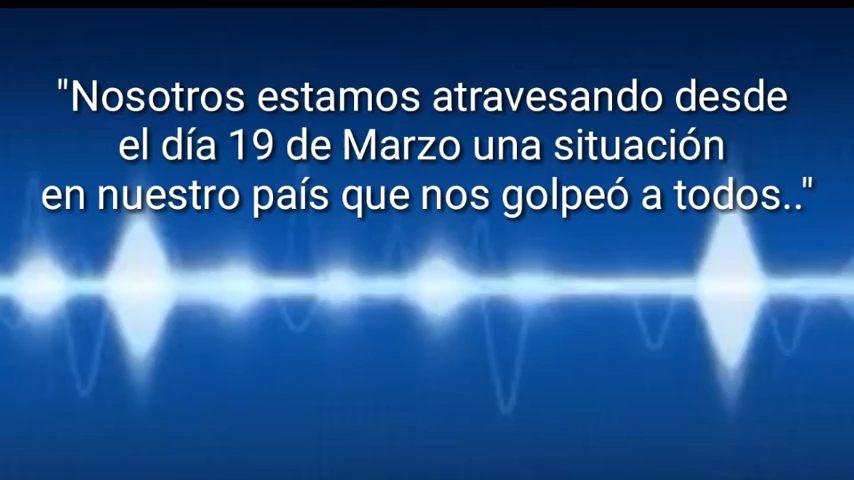 "Nosotros estamos atravesando desde
el día 19 de Marzo una situación
en nuestro país que nos golpeó a todos.."